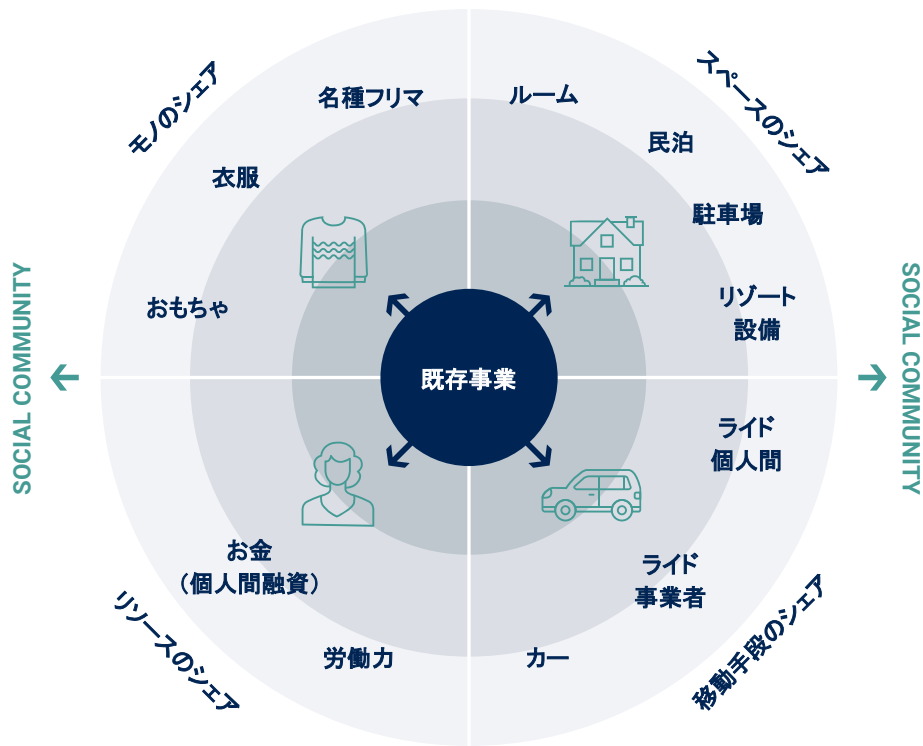 モノのシェア
名種フリマ
衣服
おもちゃ
ルーム
民泊
駐車場
リゾート
設備
スペースのシェア
SOCIAL COMMUNITY
既存事業
SOCIAL COMMUNITY
お金
（個人間融資）
労働力
リソースのシェア
ライド
個人間
ライド
事業者
カー
移動手段のシェア